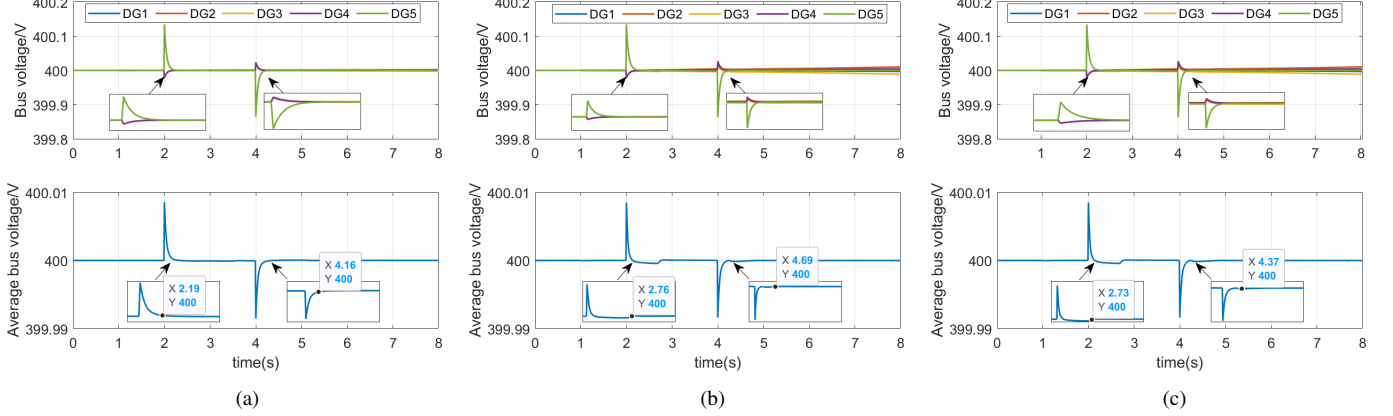 400.2
DG1 DG2 DG3 DG4 DG5
400.1
400
399.9
399.8
Bus voltage/V
0 1 2 3 4 5 6 7 8
400.01
400
399.99
Average bus voltage/V
X 2.19
Y 400
X 4.16
Y 400
0 1 2 3 4 5 6 7 8
time(s)
(a)
400.2
DG1 DG2 DG3 DG4 DG5
400.1
400
399.9
399.8
Bus voltage/V
0 1 2 3 4 5 6 7 8
400.01
400
399.99
Average bus voltage/V
X 2.76
Y 400
X 4.69
Y 400
0 1 2 3 4 5 6 7 8
time(s)
(b)
400.2
DG1 DG2 DG3 DG4 DG5
400.1
400
399.9
399.8
Bus voltage/V
1 2 3 4 5 6 7 8
400.01
400
399.99
Average bus voltage/V
X 2.73
Y 400
X 4.37
Y 400
0 1 2 3 4 5 6 7 8
time(s)
(c)